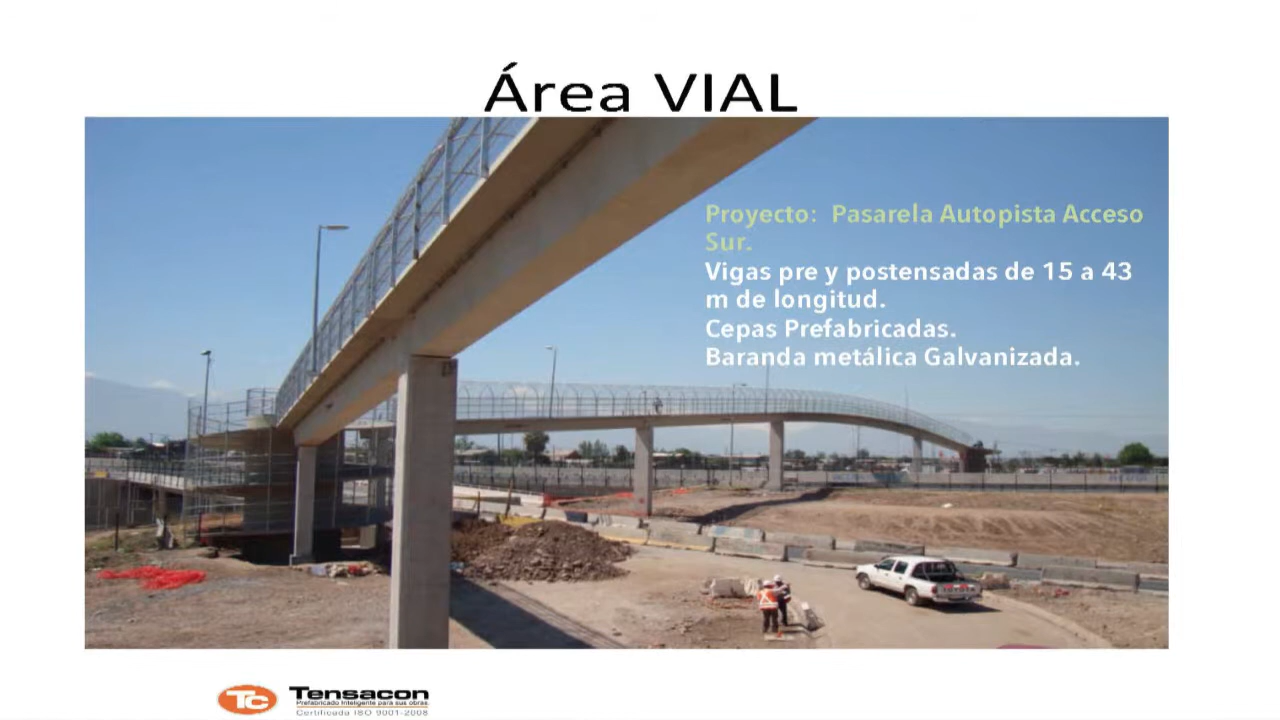 Área VIAL
Proyecto:  Pasarela Autopista Acceso
Sur.
Vigas pre y postensadas de 15 a 43
m de longitud.
Cepas Prefabricadas.
Baranda metálica Galvanizada.
TOYOTA
TC Tensacon
Prefabricado Inteligente para sus obras.
Certificada ISO 9001-2008